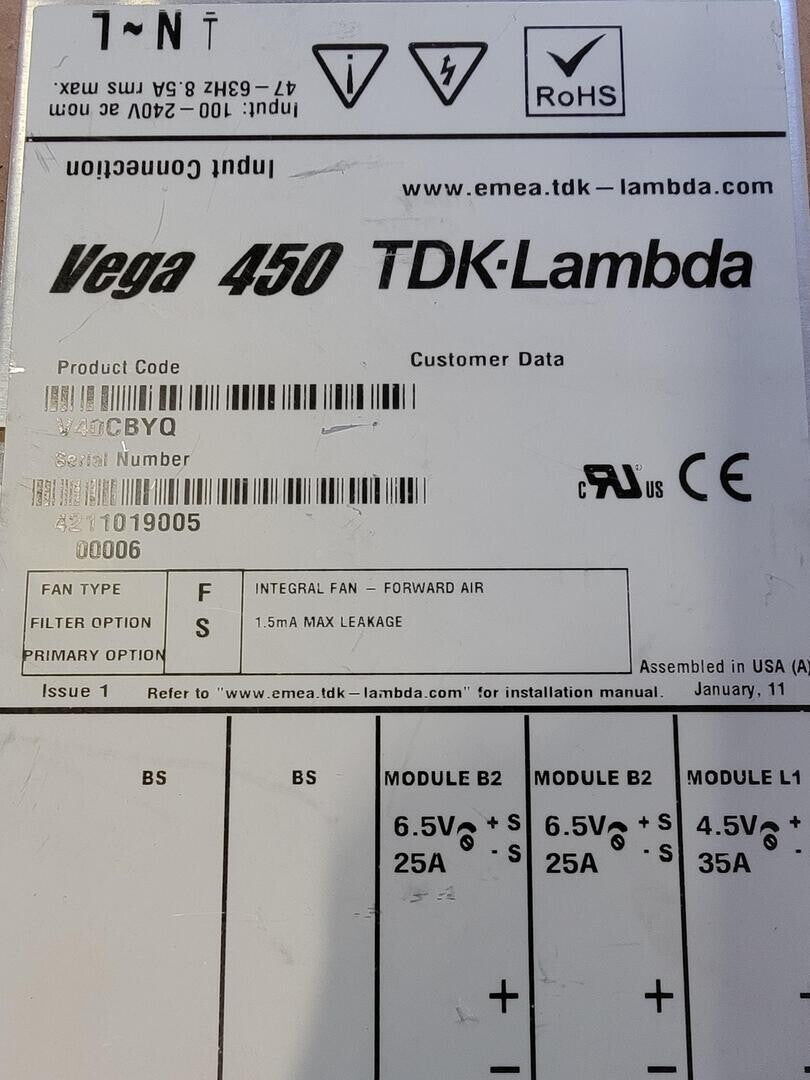 L ~ N
Input: 100-240V ac nom
47-63Hz 8.5A rms max.
RoHS
Input Connection
www.emea.tdk-lambda.com
Vega 450 TDK·Lambda
Product Code
Customer Data
V40CBYQ
Serial Number
4211019005
00006
c RU us CE
FAN TYPE F INTEGRAL FAN - FORWARD AIR
FILTER OPTION S 1.5mA MAX LEAKAGE
PRIMARY OPTION
Assembled in USA (A)
Issue 1 Refer to "www.emea.tdk-lambda.com" for installation manual. January, 11
BS BS MODULE B2 MODULE B2 MODULE L1
6.5V + S 6.5V + S 4.5V +
25A - S 25A - S 35A -
+ + +
- -